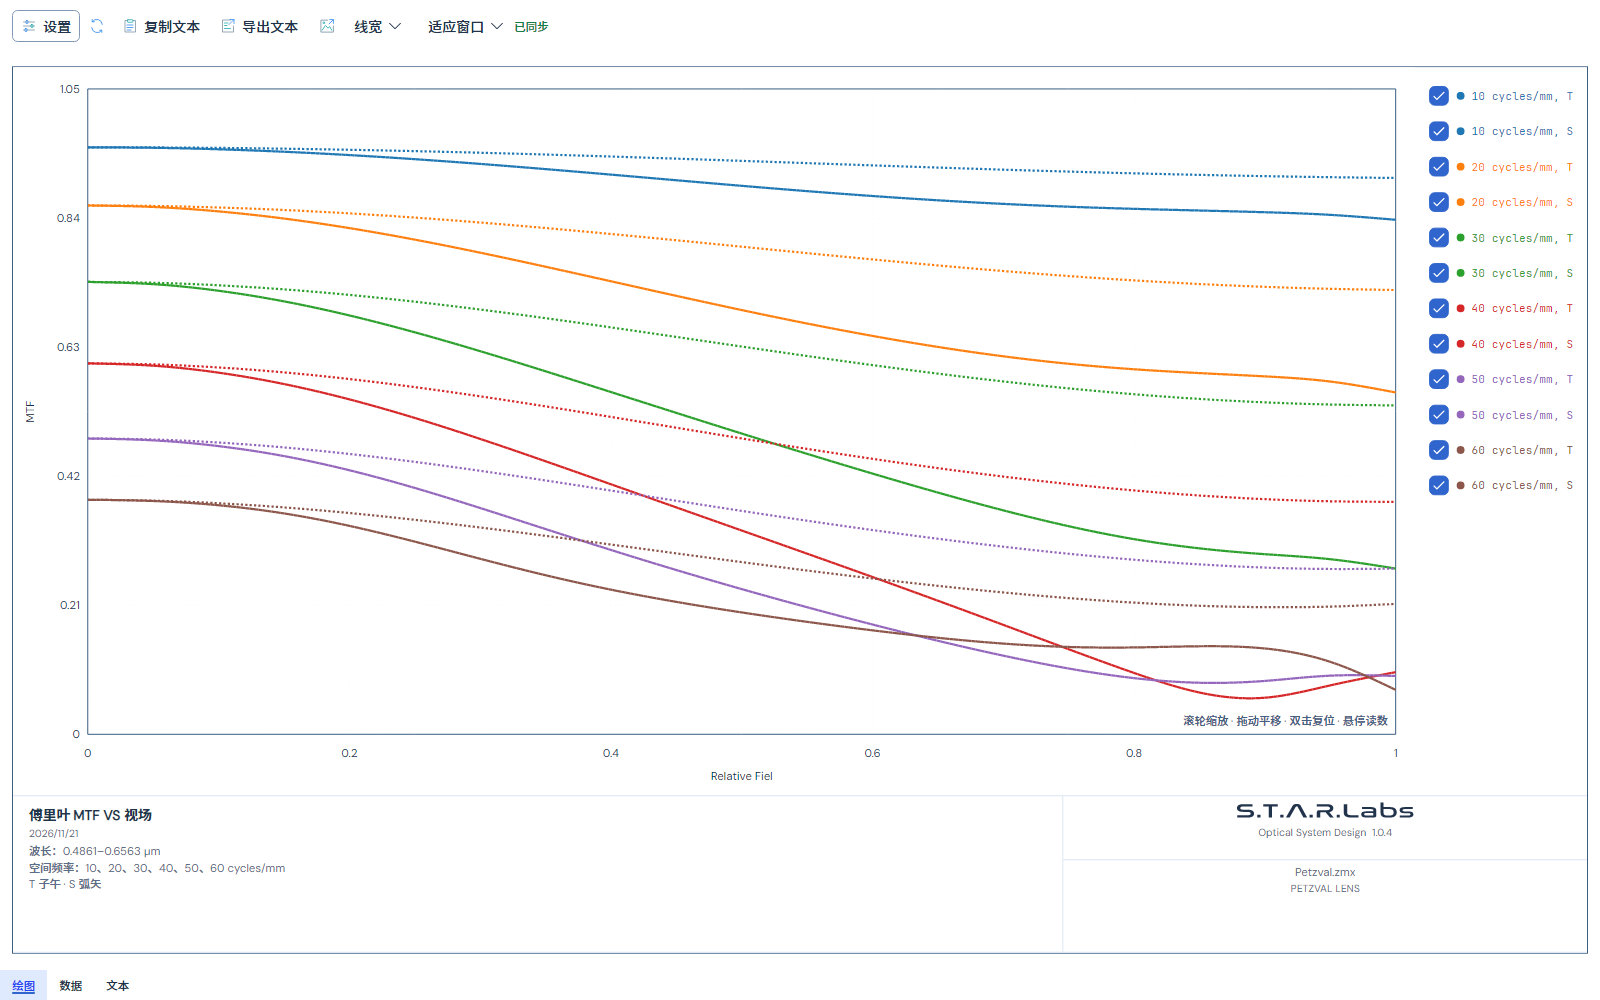 设置 复制文本 导出文本 线宽 适应窗口 已同步
1.05
0.84
0.63
0.42
0.21
0
MTF
0 0.2 0.4 0.6 0.8 1
Relative Fiel
滚轮缩放 · 拖动平移 · 双击复位 · 悬停读数
10 cycles/mm, T
10 cycles/mm, S
20 cycles/mm, T
20 cycles/mm, S
30 cycles/mm, T
30 cycles/mm, S
40 cycles/mm, T
40 cycles/mm, S
50 cycles/mm, T
50 cycles/mm, S
60 cycles/mm, T
60 cycles/mm, S
傅里叶 MTF VS 视场
2026/11/21
波长：0.4861–0.6563 μm
空间频率：10、20、30、40、50、60 cycles/mm
T 子午 · S 弧矢
S.T.A.R.Labs
Optical System Design 1.0.4
Petzval.zmx
PETZVAL LENS
绘图 数据 文本